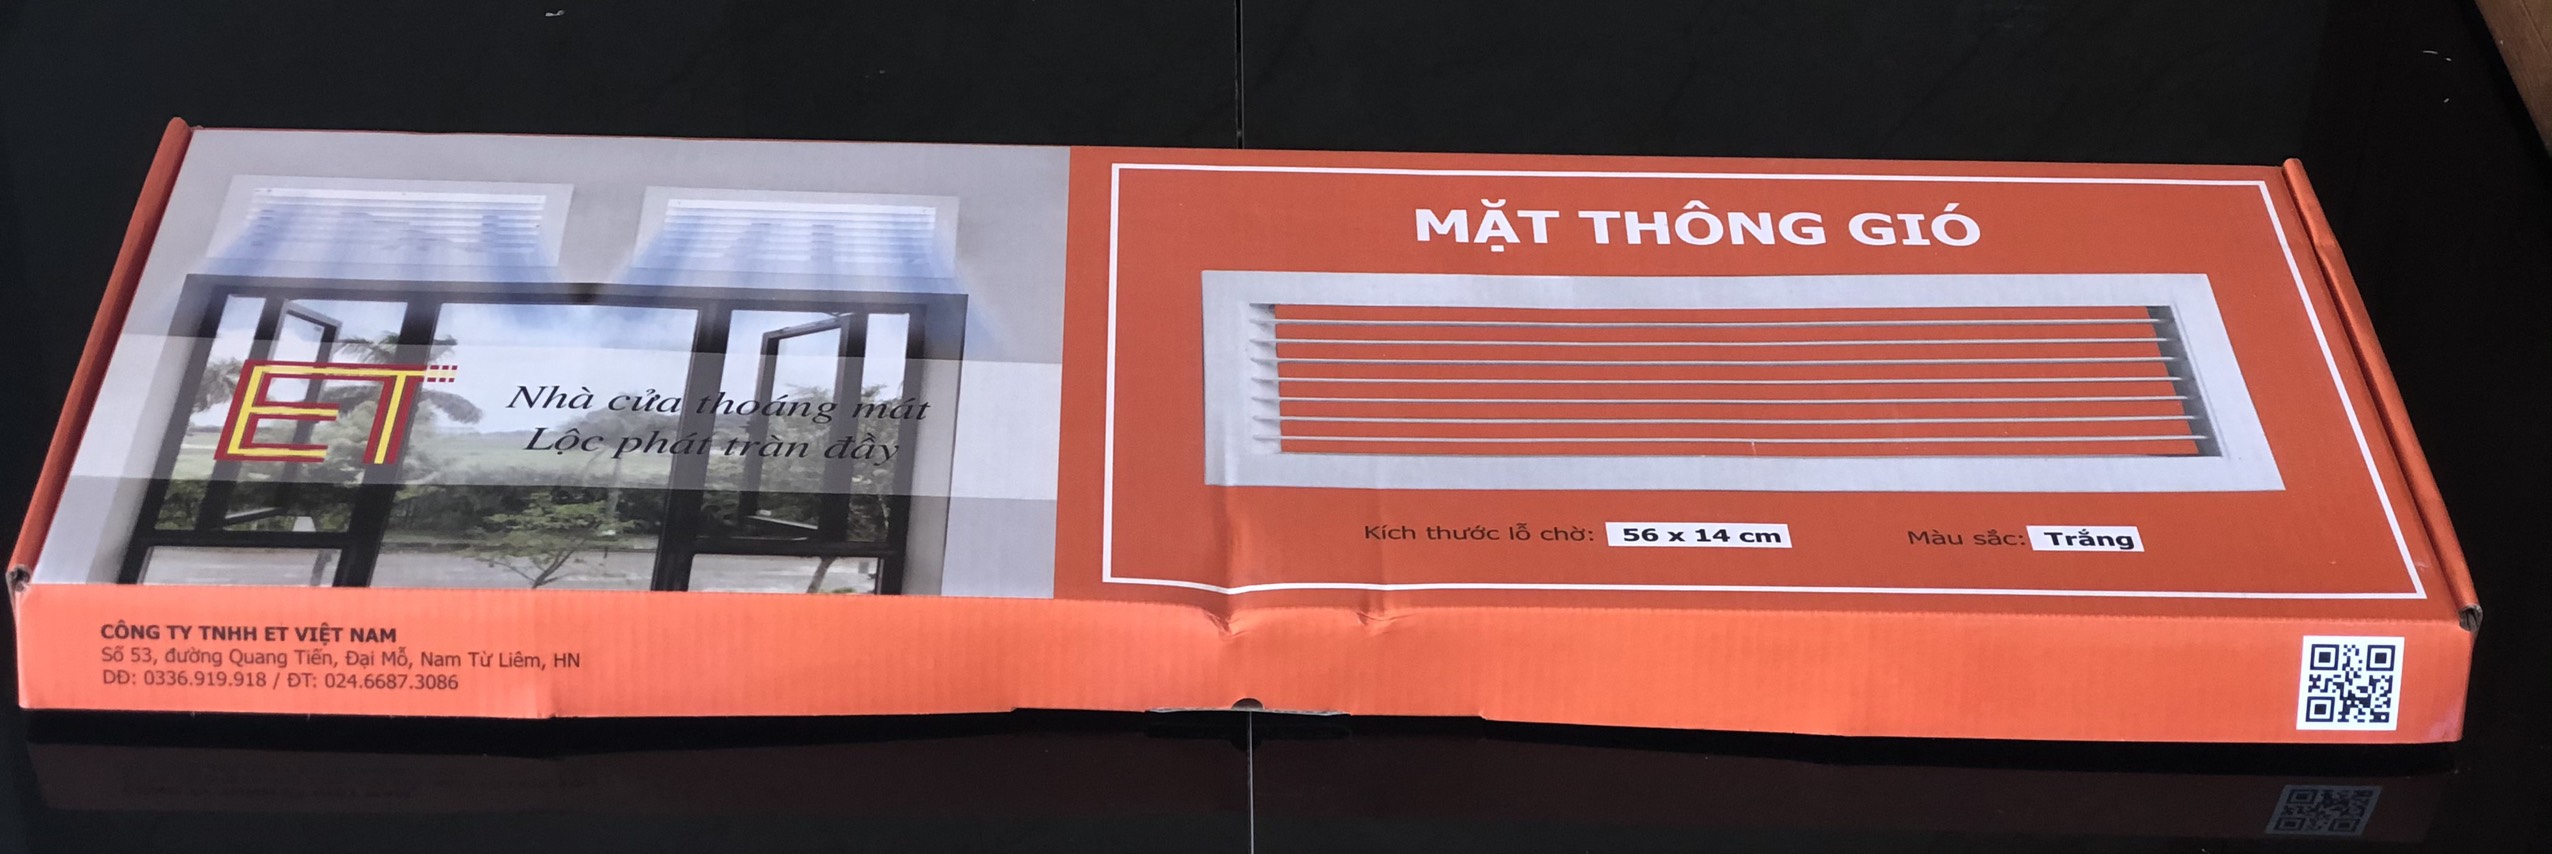 ET
Nhà cửa thoáng mát
Lộc phát tràn đầy
MẶT THÔNG GIÓ
Kích thước lỗ chờ: 56 x 14 cm
Màu sắc: Trắng
CÔNG TY TNHH ET VIỆT NAM
Số 53, đường Quang Tiến, Đại Mỗ, Nam Từ Liêm, HN
DĐ: 0336.919.918 / ĐT: 024.6687.3086